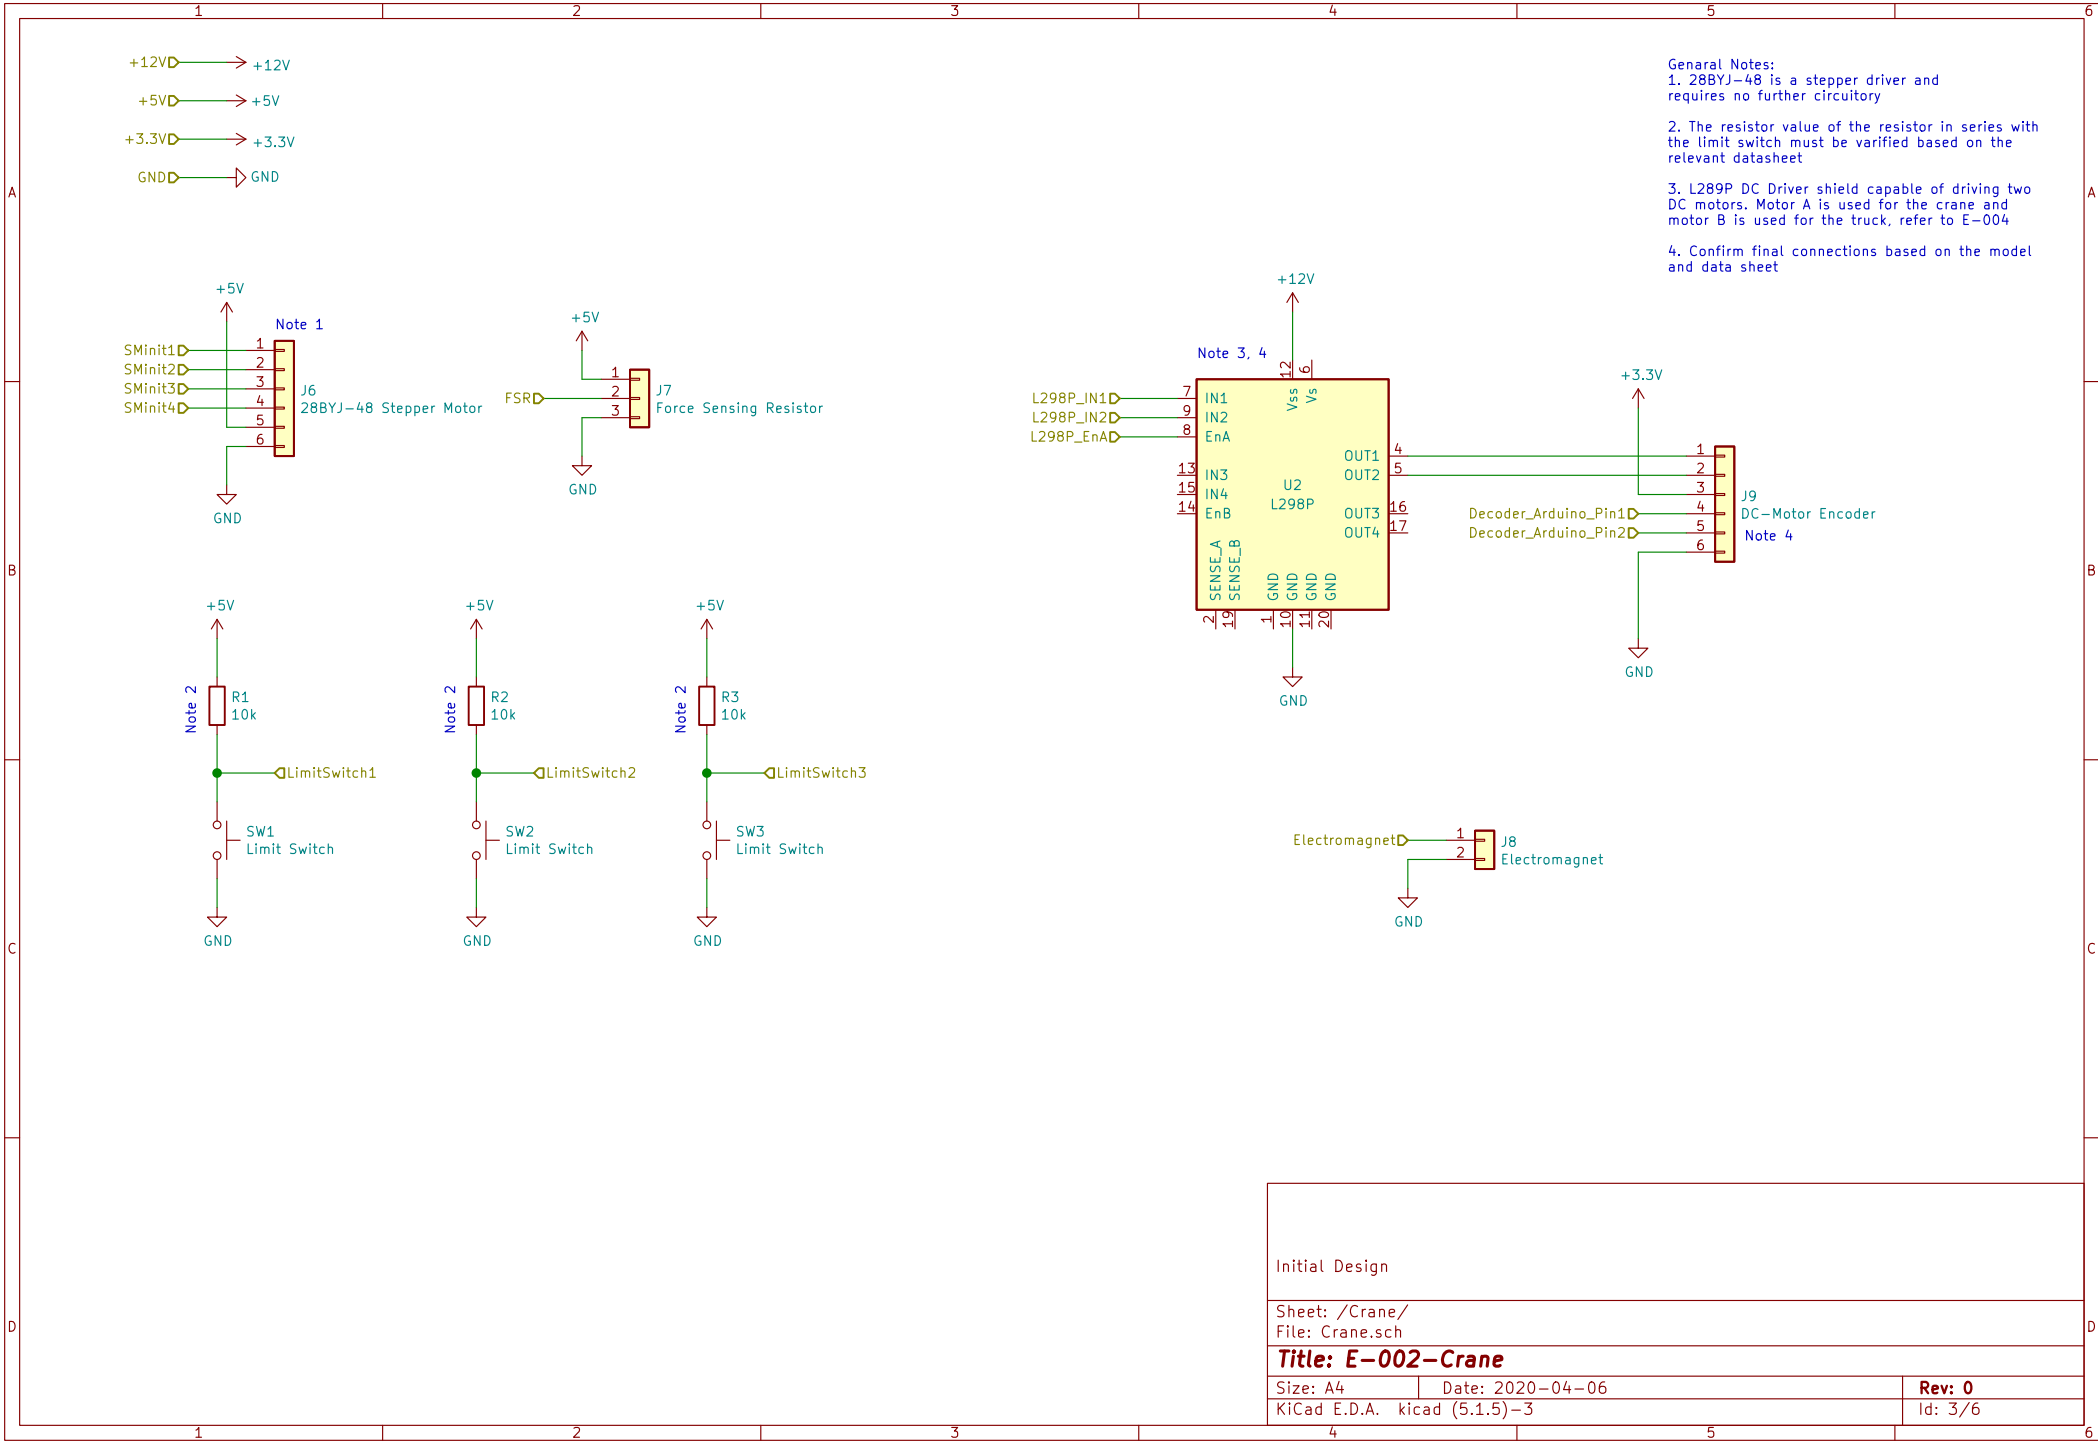 1 2 3 4 5 6
A
B
C
D
A
B
C
D
1 2 3 4 5 6
+12V +12V
+5V +5V
+3.3V +3.3V
GND GND
Genaral Notes:
1. 28BYJ-48 is a stepper driver and
requires no further circuitory
2. The resistor value of the resistor in series with
the limit switch must be varified based on the
relevant datasheet
3. L289P DC Driver shield capable of driving two
DC motors. Motor A is used for the crane and
motor B is used for the truck, refer to E-004
4. Confirm final connections based on the model
and data sheet
+5V
Note 1
SMinit1 1
SMinit2 2
SMinit3 3
SMinit4 4
5
6
J6
28BYJ-48 Stepper Motor
GND
+5V
1
FSR 2
3
J7
Force Sensing Resistor
GND
+12V
Note 3, 4
12 6
Vss Vs
L298P_IN1 7 IN1
L298P_IN2 9 IN2
L298P_EnA 8 EnA
13 IN3
15 IN4
14 EnB
U2
L298P
OUT1 4
OUT2 5
OUT3 16
OUT4 17
SENSE_A SENSE_B GND GND GND GND
2 19 1 10 11 20
GND
+3.3V
1
2
3
Decoder_Arduino_Pin1 4
Decoder_Arduino_Pin2 5
6
J9
DC-Motor Encoder
Note 4
GND
+5V
Note 2
R1
10k
LimitSwitch1
SW1
Limit Switch
GND
+5V
Note 2
R2
10k
LimitSwitch2
SW2
Limit Switch
GND
+5V
Note 2
R3
10k
LimitSwitch3
SW3
Limit Switch
GND
Electromagnet 1
2
J8
Electromagnet
GND
Initial Design
Sheet: /Crane/
File: Crane.sch
Title: E-002-Crane
Size: A4 Date: 2020-04-06 Rev: 0
KiCad E.D.A. kicad (5.1.5)-3 Id: 3/6